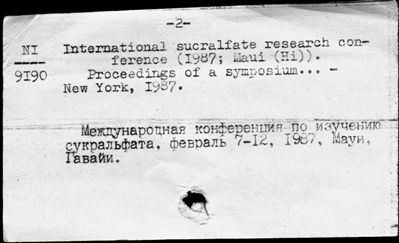 -2-
NI International sucralfate research con-
ference (1987; Maui (Hi)).
9190 Proceedings of a symposium... -
New York, 1987.
Международная конференция по изучению
сукральфата, февраль 7-12, 1987, Мауи,
Гавайи.